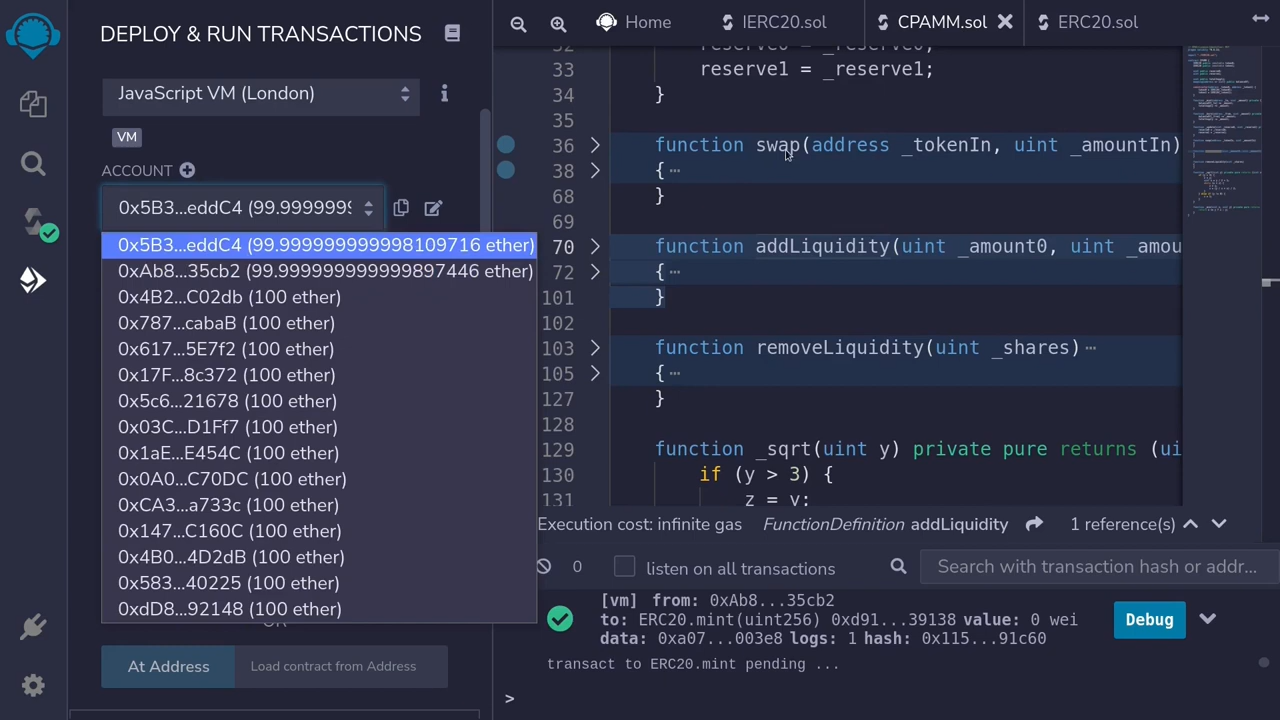 DEPLOY & RUN TRANSACTIONS
JavaScript VM (London)
VM
ACCOUNT
0x5B3...eddC4 (99.9999999
0x5B3...eddC4 (99.999999999998109716 ether)
0xAb8...35cb2 (99.999999999999897446 ether)
0x4B2...C02db (100 ether)
0x787...cabaB (100 ether)
0x617...5E7f2 (100 ether)
0x17F...8c372 (100 ether)
0x5c6...21678 (100 ether)
0x03C...D1Ff7 (100 ether)
0x1aE...E454C (100 ether)
0x0A0...C70DC (100 ether)
0xCA3...a733c (100 ether)
0x147...C160C (100 ether)
0x4B0...4D2dB (100 ether)
0x583...40225 (100 ether)
0xdD8...92148 (100 ether)
At Address
Load contract from Address
Home
IERC20.sol
CPAMM.sol
ERC20.sol
33 reserve1 = _reserve1;
34 }
35
36 function swap(address _tokenIn, uint _amountIn)
38 { ⋯
68 }
69
70 function addLiquidity(uint _amount0, uint _amou
72 { ⋯
101 }
102
103 function removeLiquidity(uint _shares) ⋯
105 { ⋯
127 }
128
129 function _sqrt(uint y) private pure returns (ui
130 if (y > 3) {
131 z = y;
Execution cost: infinite gas FunctionDefinition addLiquidity 1 reference(s)
0 listen on all transactions Search with transaction hash or addr...
[vm] from: 0xAb8...35cb2
to: ERC20.mint(uint256) 0xd91...39138 value: 0 wei
data: 0xa07...003e8 logs: 1 hash: 0x115...91c60
Debug
transact to ERC20.mint pending ...
>